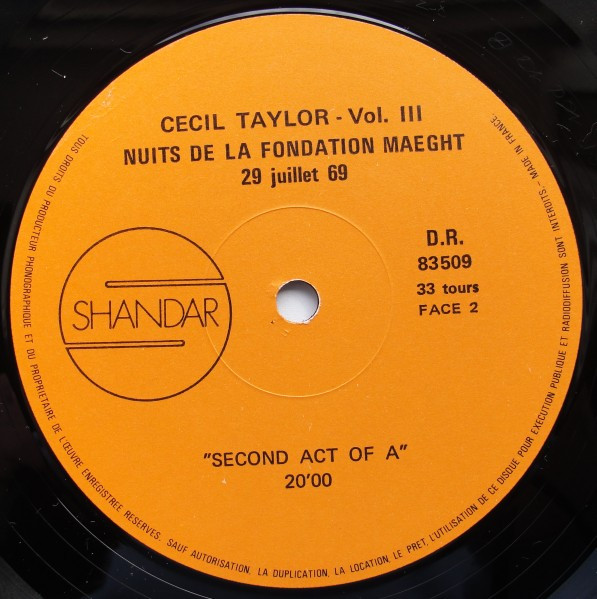 CECIL TAYLOR - Vol. III
NUITS DE LA FONDATION MAEGHT
29 juillet 69
D.R.
83509
33 tours
FACE 2
SHANDAR
"SECOND ACT OF A"
20'00
TOUS DROITS DU PRODUCTEUR PHONOGRAPHIQUE ET DU PROPRIETAIRE DE L'ŒUVRE ENREGISTREE RESERVES. SAUF AUTORISATION, LA DUPLICATION, LA LOCATION, LE PRET, L'UTILISATION DE CE DISQUE POUR EXECUTION PUBLIQUE ET RADIODIFFUSION SONT INTERDITS - MADE IN FRANCE.